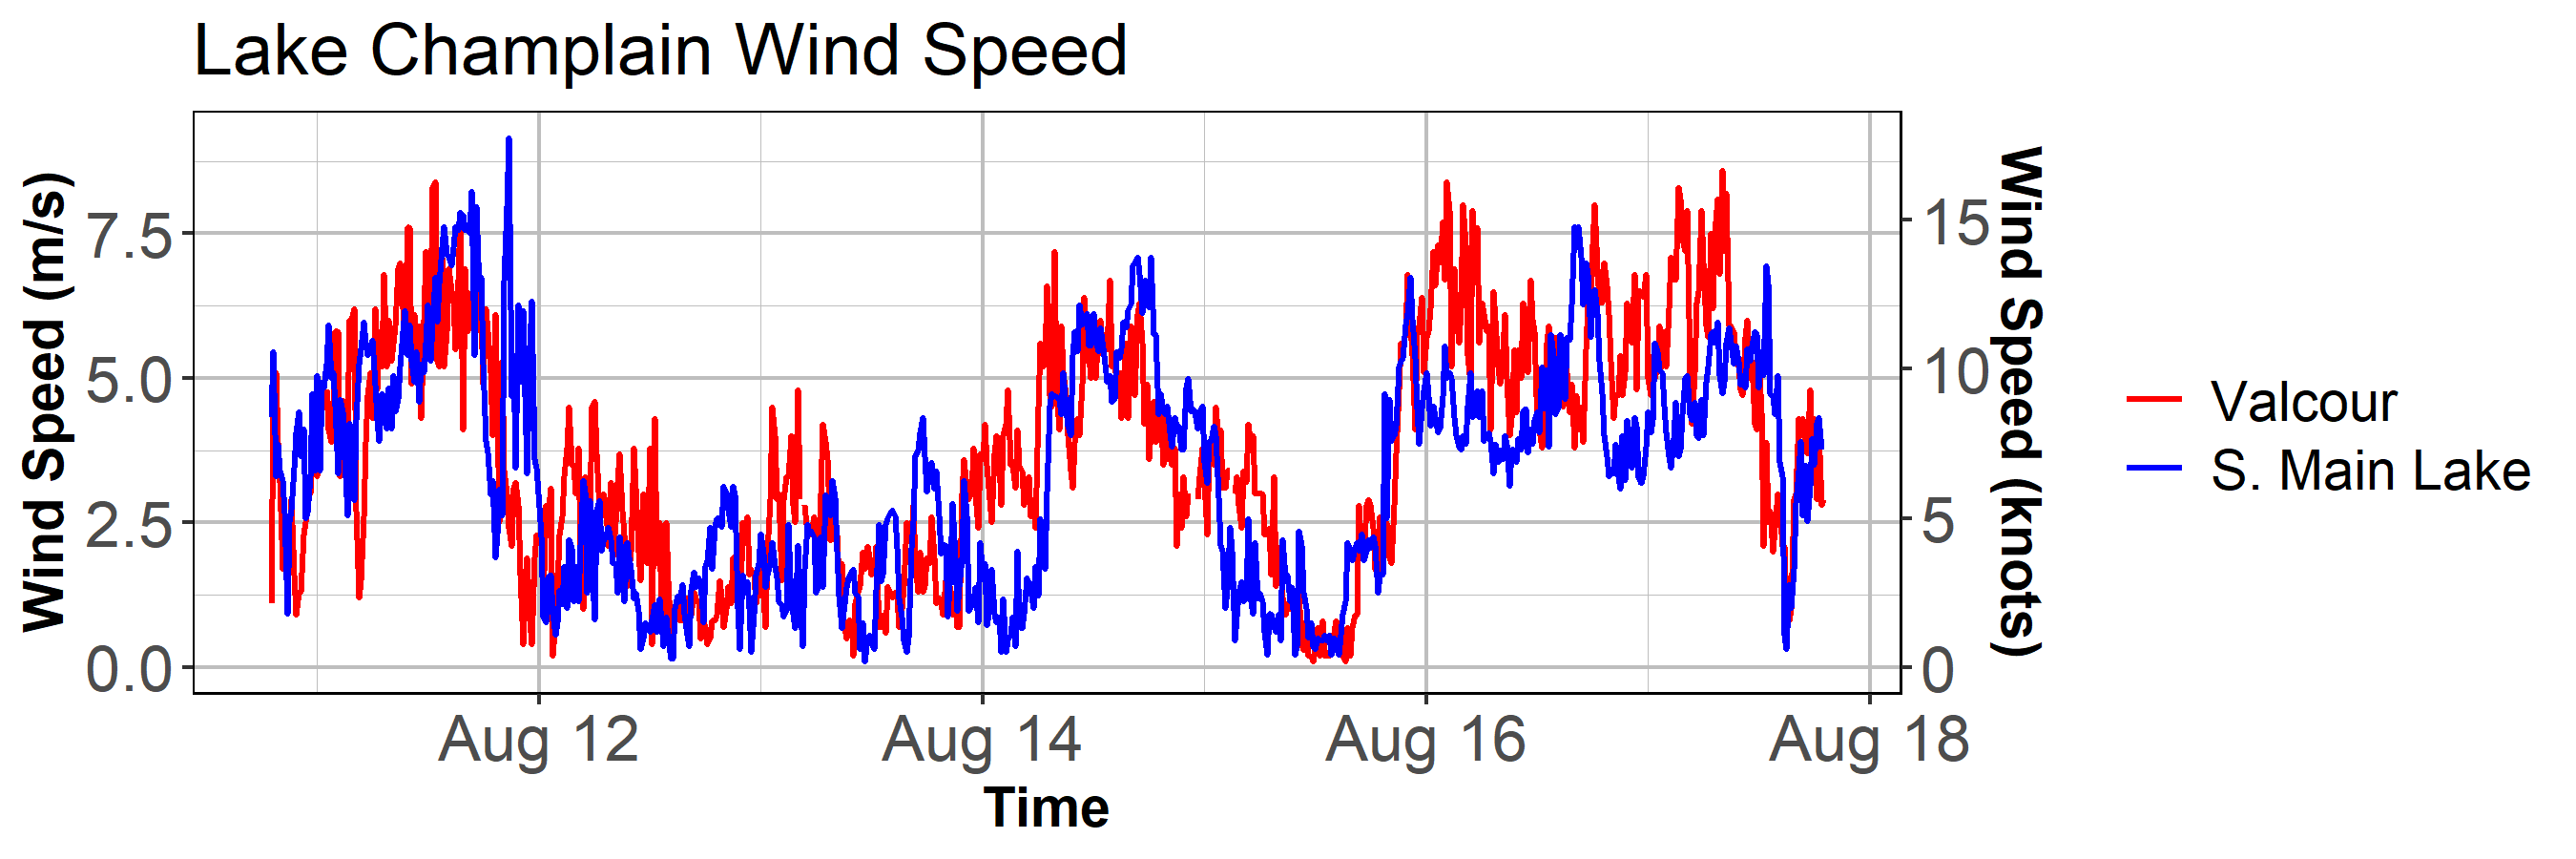 Lake Champlain Wind Speed
Wind Speed (m/s)
7.5
5.0
2.5
0.0
15
10
5
0
Wind Speed (knots)
Aug 12
Aug 14
Aug 16
Aug 18
Time
Valcour
S. Main Lake